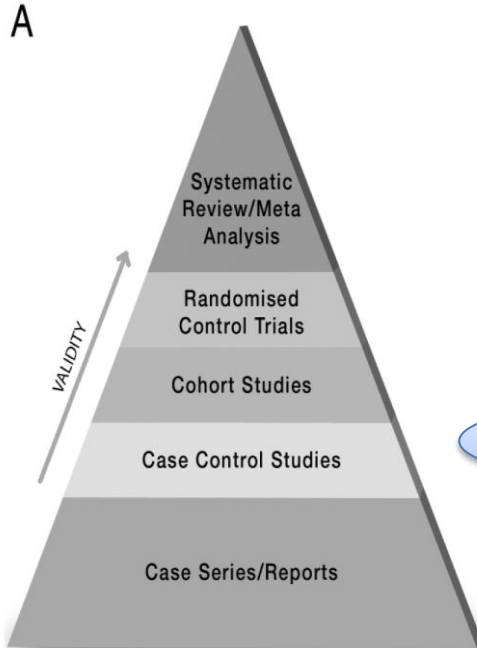 A
Systematic
Review/Meta
Analysis
Randomised
Control Trials
VALIDITY
Cohort Studies
Case Control Studies
Case Series/Reports